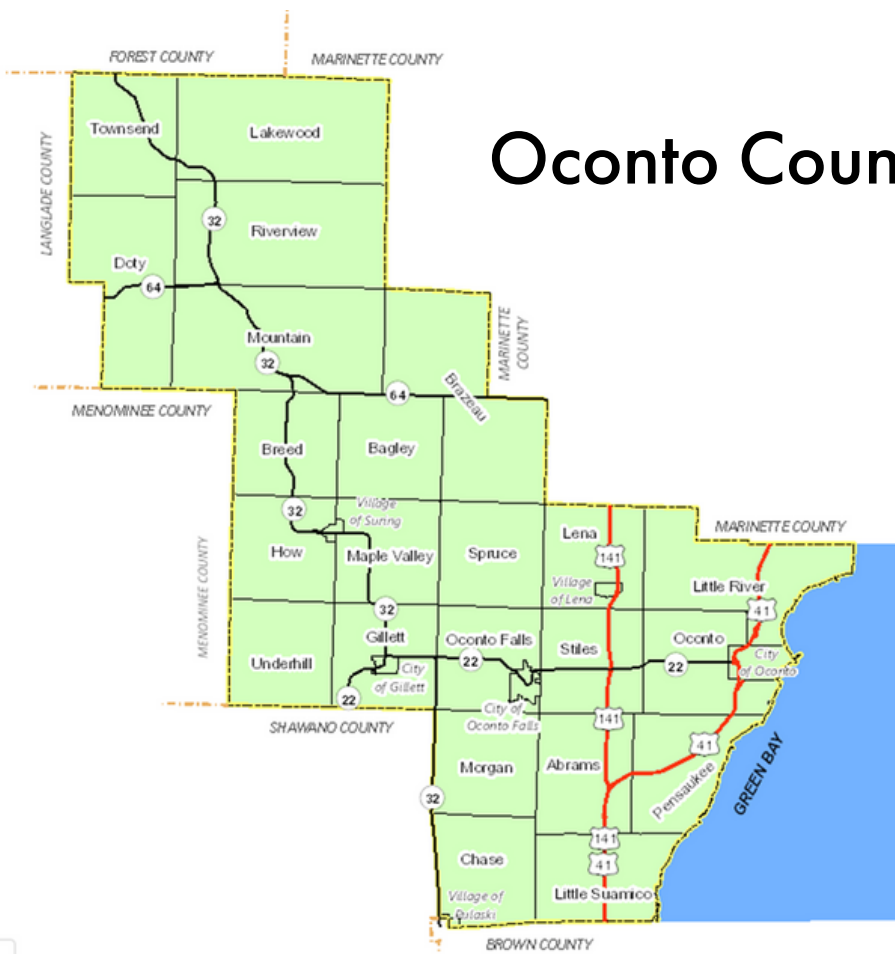 FOREST COUNTY
MARINETTE COUNTY
Townsend
Lakewood
Oconto Coun
LANGLADE COUNTY
32
Riverview
Doty
64
Mountain
MARINETTE
COUNTY
32
64
Brazeau
MENOMINEE COUNTY
Breed
Bagley
Village
of Suring
32
How
Maple Valley
Spruce
Lena
MARINETTE COUNTY
141
Village
of Lena
Little River
MENOMINEE COUNTY
32
41
Gillett
Oconto Falls
Stiles
Oconto
Underhill
City
of Gillett
22
22
City
of Oconto
22
City of
Oconto Falls
SHAWANO COUNTY
141
41
Morgan
Abrams
Pensaukee
GREEN BAY
32
141
41
Chase
Village of
Pulaski
Little Suamico
BROWN COUNTY